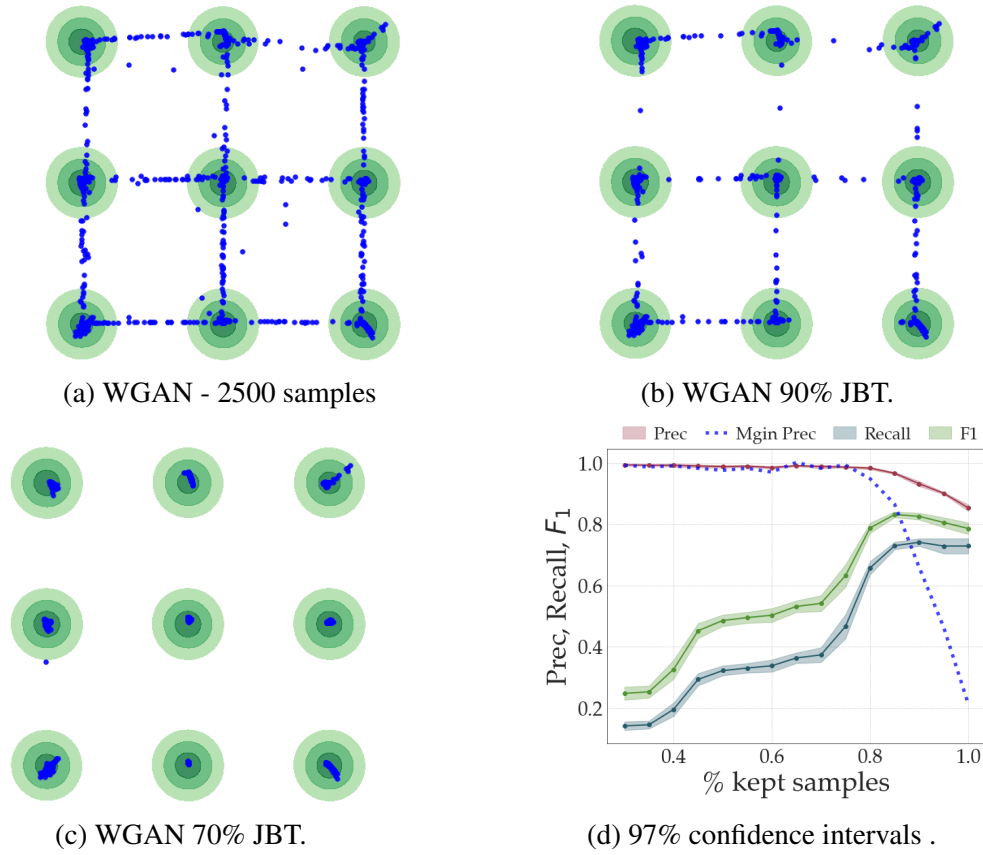 (a) WGAN - 2500 samples
(b) WGAN 90% JBT.
Prec Mgin Prec Recall F1
1.0
0.8
0.6
0.4
0.2
Prec, Recall, F₁
0.4 0.6 0.8 1.0
% kept samples
(c) WGAN 70% JBT.
(d) 97% confidence intervals .